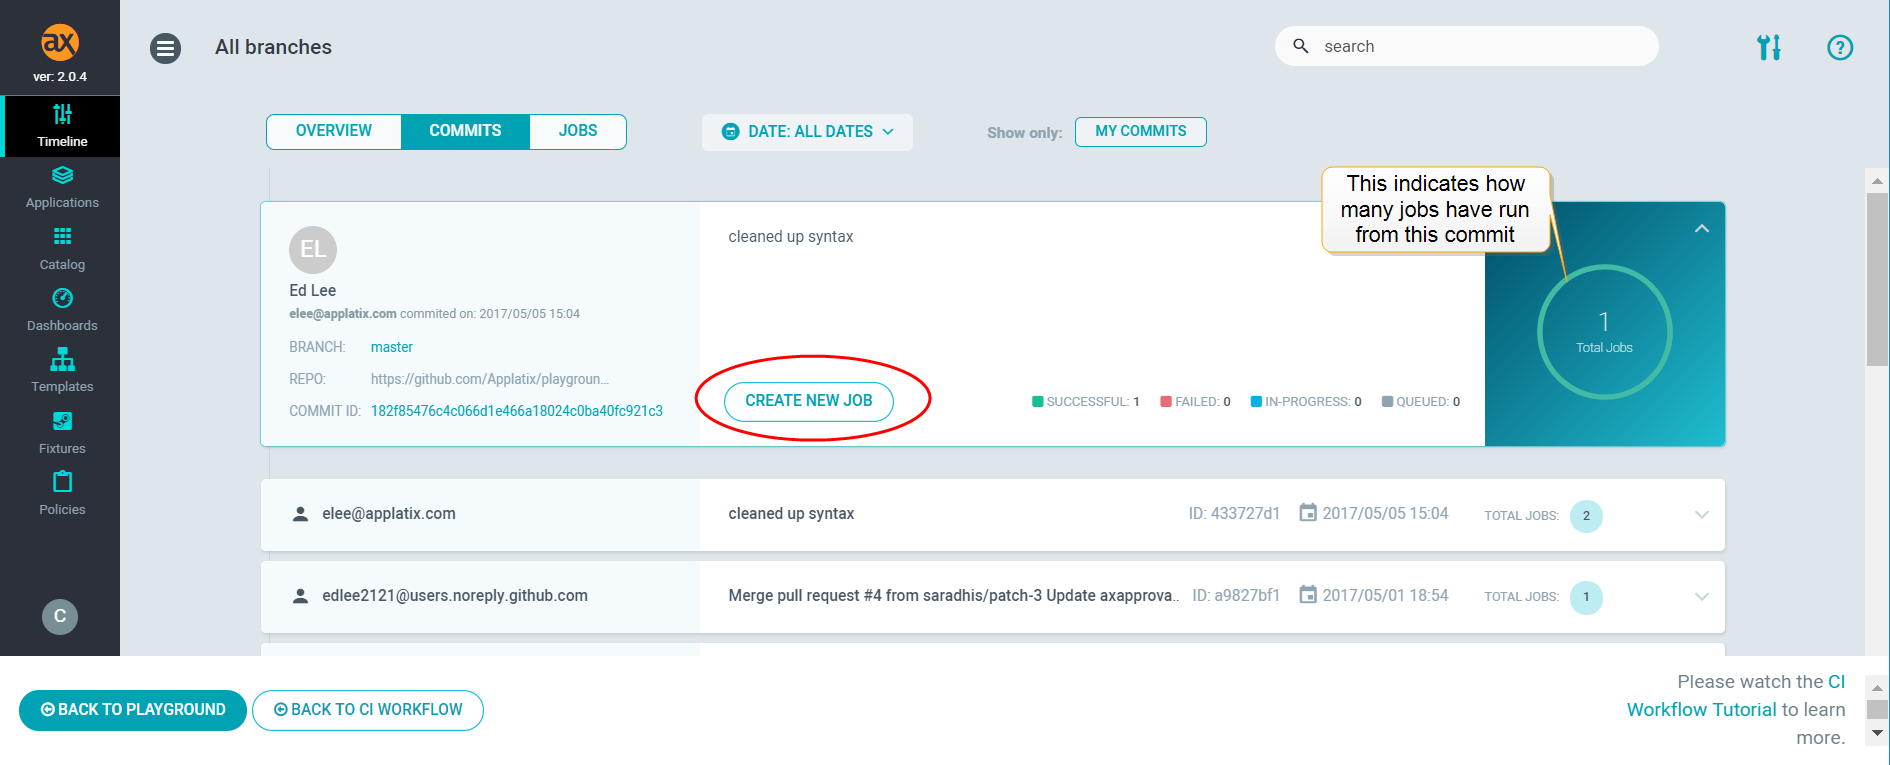 ax
ver: 2.0.4
Timeline
Applications
Catalog
Dashboards
Templates
Fixtures
Policies
C
All branches
search
?
OVERVIEW COMMITS JOBS
DATE: ALL DATES
Show only: MY COMMITS
This indicates how
many jobs have run
from this commit
EL
Ed Lee
elee@applatix.com commited on: 2017/05/05 15:04
BRANCH: master
REPO: https://github.com/Applatix/playgroun...
COMMIT ID: 182f85476c4c066d1e466a18024c0ba40fc921c3
cleaned up syntax
CREATE NEW JOB
SUCCESSFUL: 1 FAILED: 0 IN-PROGRESS: 0 QUEUED: 0
1
Total Jobs
elee@applatix.com cleaned up syntax ID: 433727d1 2017/05/05 15:04 TOTAL JOBS: 2
edlee2121@users.noreply.github.com Merge pull request #4 from saradhis/patch-3 Update axapprova.. ID: a9827bf1 2017/05/01 18:54 TOTAL JOBS: 1
BACK TO PLAYGROUND BACK TO CI WORKFLOW
Please watch the CI
Workflow Tutorial to learn
more.